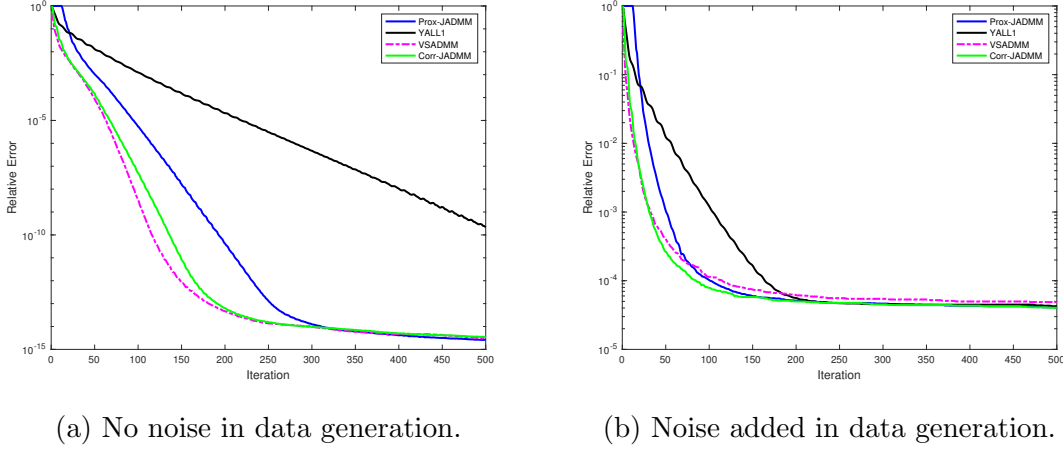 10^0
10^-5
10^-10
10^-15
Relative Error
0 50 100 150 200 250 300 350 400 450 500
Iteration
Prox-JADMM
YALL1
VSADMM
Corr-JADMM
(a) No noise in data generation.
10^0
10^-1
10^-2
10^-3
10^-4
10^-5
Relative Error
0 50 100 150 200 250 300 350 400 450 500
Iteration
Prox-JADMM
YALL1
VSADMM
Corr-JADMM
(b) Noise added in data generation.